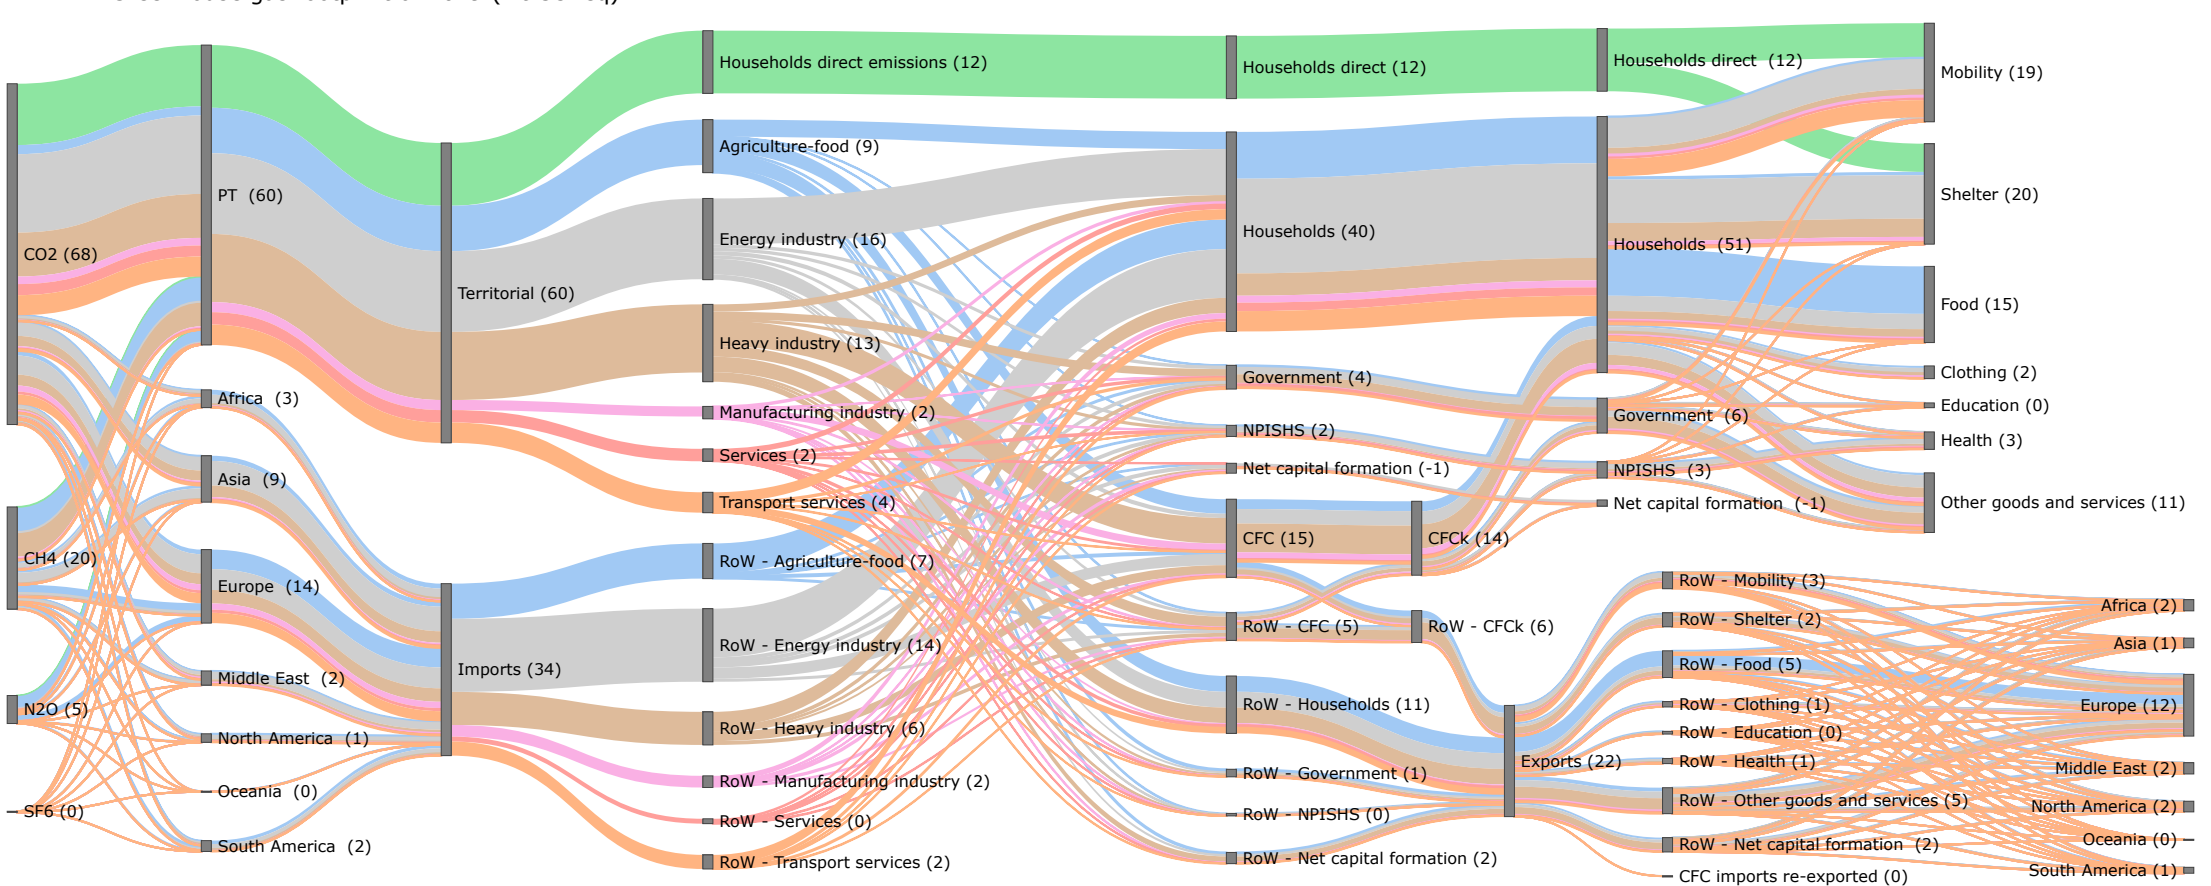 CO2 (68)
CH4 (20)
N2O (5)
SF6 (0)
PT (60)
Africa (3)
Asia (9)
Europe (14)
Middle East (2)
North America (1)
Oceania (0)
South America (2)
Territorial (60)
Imports (34)
Households direct emissions (12)
Agriculture-food (9)
Energy industry (16)
Heavy industry (13)
Manufacturing industry (2)
Services (2)
Transport services (4)
RoW - Agriculture-food (7)
RoW - Energy industry (14)
RoW - Heavy industry (6)
RoW - Manufacturing industry (2)
RoW - Services (0)
RoW - Transport services (2)
Households direct (12)
Households (40)
Government (4)
NPISHS (2)
Net capital formation (-1)
CFC (15)
RoW - CFC (5)
RoW - Households (11)
RoW - Government (1)
RoW - NPISHS (0)
RoW - Net capital formation (2)
CFCk (14)
RoW - CFCk (6)
Exports (22)
Households direct (12)
Households (51)
Government (6)
NPISHS (3)
Net capital formation (-1)
RoW - Mobility (3)
RoW - Shelter (2)
RoW - Food (5)
RoW - Clothing (1)
RoW - Education (0)
RoW - Health (1)
RoW - Other goods and services (5)
RoW - Net capital formation (2)
CFC imports re-exported (0)
Mobility (19)
Shelter (20)
Food (15)
Clothing (2)
Education (0)
Health (3)
Other goods and services (11)
Africa (2)
Asia (1)
Europe (12)
Middle East (2)
North America (2)
Oceania (0)
South America (1)